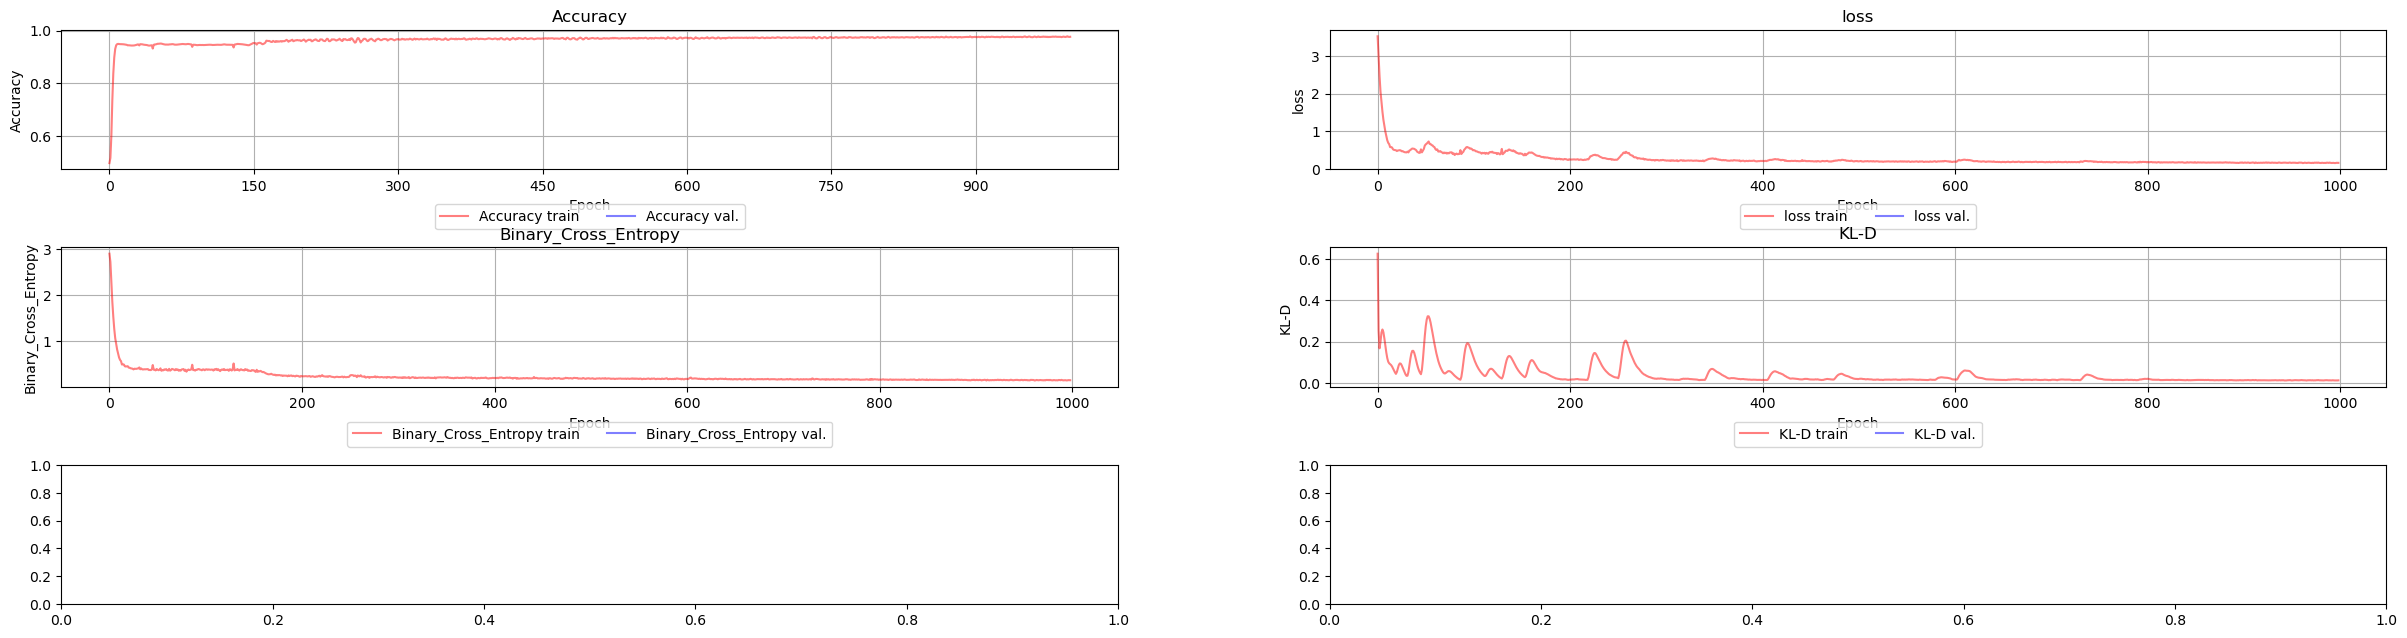 Accuracy
Accuracy
1.0
0.8
0.6
0 150 300 450 600 750 900
Epoch
Accuracy train Accuracy val.
loss
loss
3
2
1
0
0 200 400 600 800 1000
Epoch
loss train loss val.
Binary_Cross_Entropy
Binary_Cross_Entropy
3
2
1
0 200 400 600 800 1000
Epoch
Binary_Cross_Entropy train Binary_Cross_Entropy val.
KL-D
KL-D
0.6
0.4
0.2
0.0
0 200 400 600 800 1000
Epoch
KL-D train KL-D val.
1.0
0.8
0.6
0.4
0.2
0.0
0.0 0.2 0.4 0.6 0.8 1.0
1.0
0.8
0.6
0.4
0.2
0.0
0.0 0.2 0.4 0.6 0.8 1.0